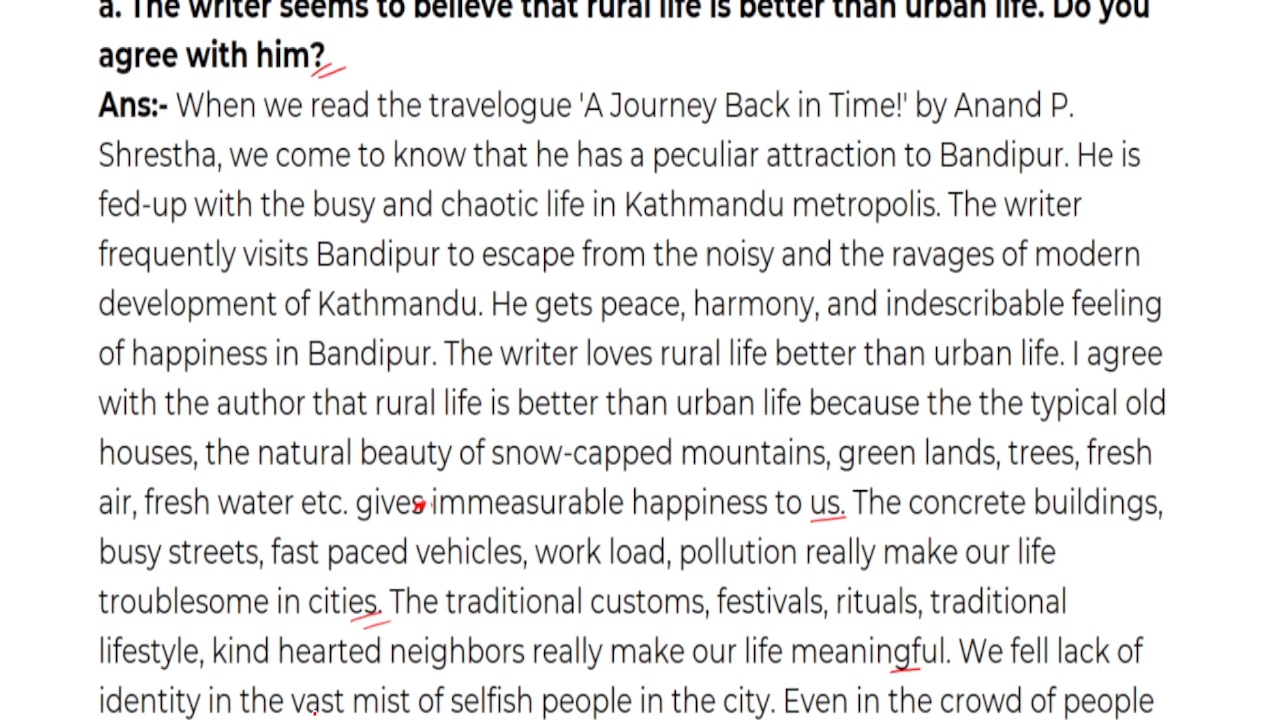 a. The writer seems to believe that rural life is better than urban life. Do you
agree with him?
Ans:- When we read the travelogue 'A Journey Back in Time!' by Anand P.
Shrestha, we come to know that he has a peculiar attraction to Bandipur. He is
fed-up with the busy and chaotic life in Kathmandu metropolis. The writer
frequently visits Bandipur to escape from the noisy and the ravages of modern
development of Kathmandu. He gets peace, harmony, and indescribable feeling
of happiness in Bandipur. The writer loves rural life better than urban life. I agree
with the author that rural life is better than urban life because the the typical old
houses, the natural beauty of snow-capped mountains, green lands, trees, fresh
air, fresh water etc. gives immeasurable happiness to us. The concrete buildings,
busy streets, fast paced vehicles, work load, pollution really make our life
troublesome in cities. The traditional customs, festivals, rituals, traditional
lifestyle, kind hearted neighbors really make our life meaningful. We fell lack of
identity in the vast mist of selfish people in the city. Even in the crowd of people